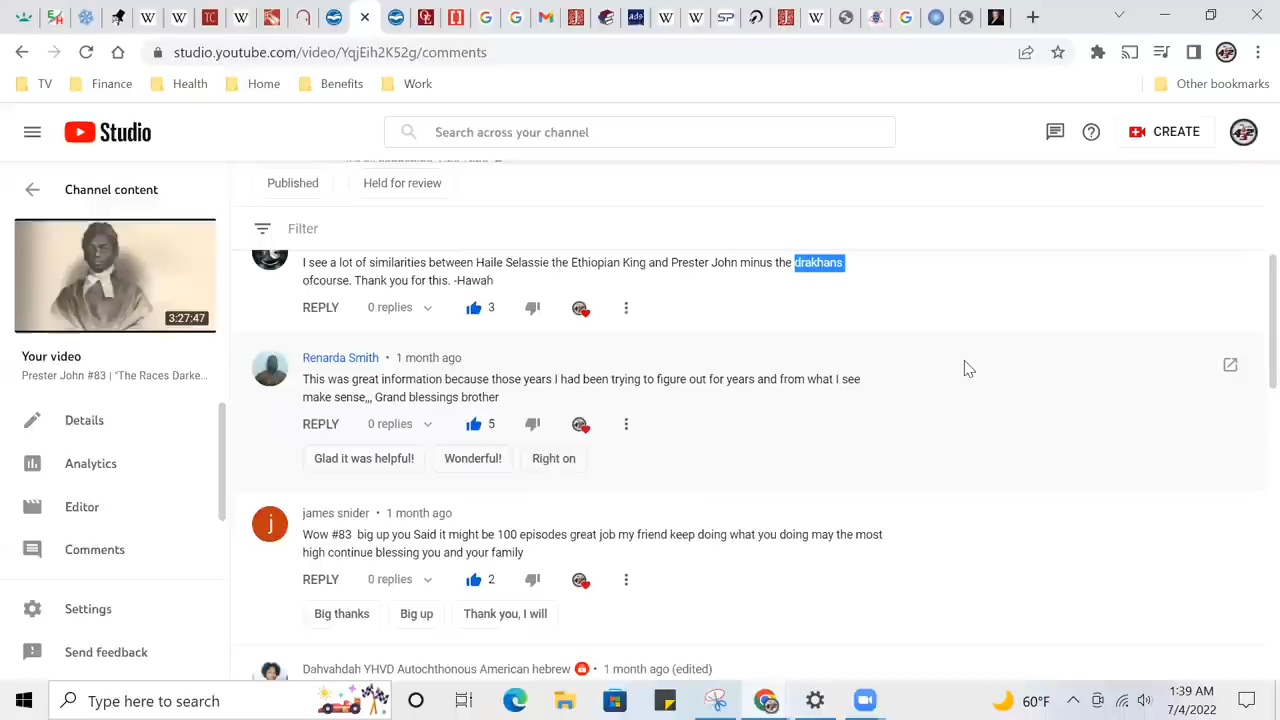 studio.youtube.com/video/YqjEih2K52g/comments
TV Finance Health Home Benefits Work Other bookmarks
Studio
Search across your channel
CREATE
Channel content
3:27:47
Your video
Prester John #83 | "The Races Darke...
Details
Analytics
Editor
Comments
Settings
Send feedback
Published Held for review
Filter
I see a lot of similarities between Haile Selassie the Ethiopian King and Prester John minus the drakhans
ofcourse. Thank you for this. -Hawah
REPLY 0 replies 3
Renarda Smith • 1 month ago
This was great information because those years I had been trying to figure out for years and from what I see
make sense,,, Grand blessings brother
REPLY 0 replies 5
Glad it was helpful! Wonderful! Right on
james snider • 1 month ago
Wow #83 big up you Said it might be 100 episodes great job my friend keep doing what you doing may the most
high continue blessing you and your family
REPLY 0 replies 2
Big thanks Big up Thank you, I will
Dahvahdah YHVD Autochthonous American hebrew • 1 month ago (edited)
Type here to search
60°F
1:39 AM
7/4/2022